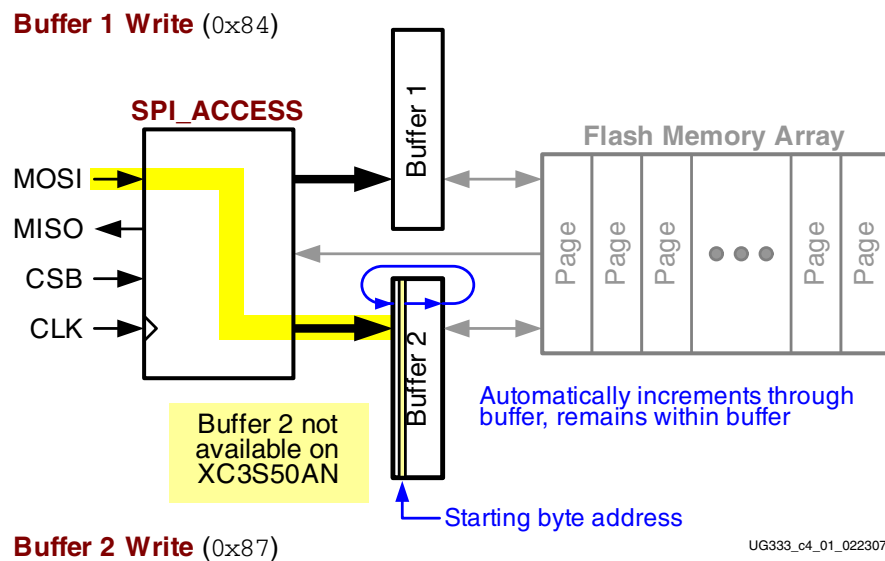 Buffer 1 Write (0x84)
SPI_ACCESS
Buffer 1
Flash Memory Array
MOSI
MISO
CSB
CLK
Page
Page
Page
Page
Page
Buffer 2
Buffer 2 not
available on
XC3S50AN
Automatically increments through
buffer, remains within buffer
Starting byte address
Buffer 2 Write (0x87)
UG333_c4_01_022307